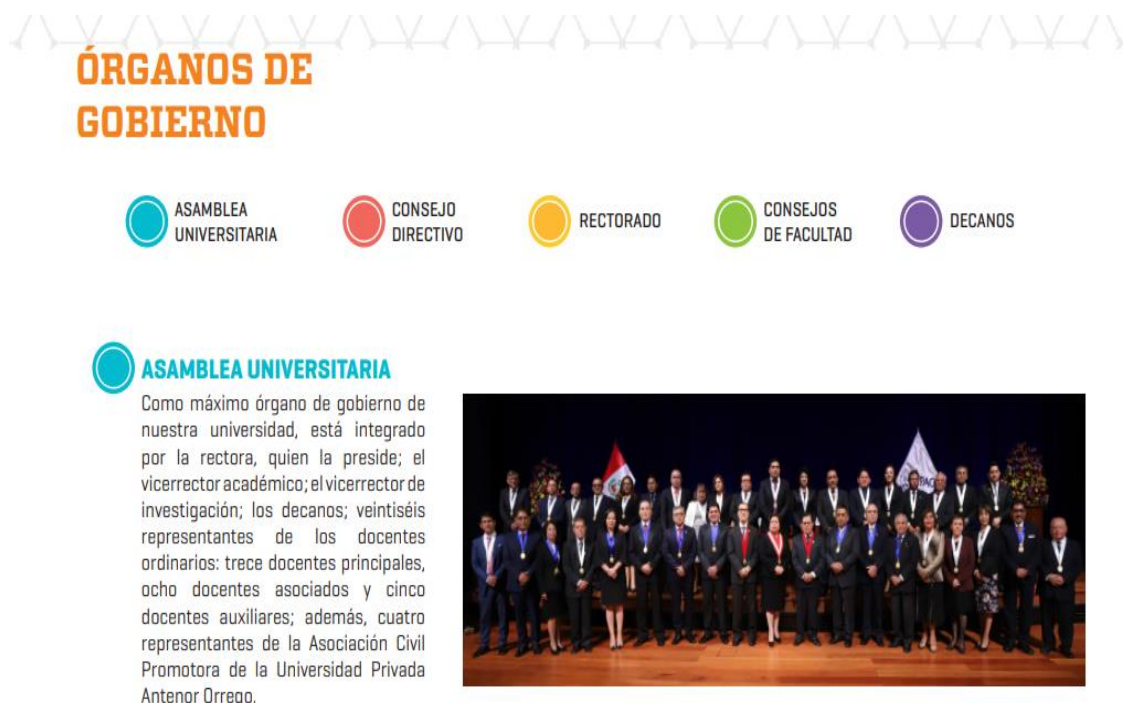 ÓRGANOS DE
GOBIERNO
ASAMBLEA
UNIVERSITARIA
CONSEJO
DIRECTIVO
RECTORADO
CONSEJOS
DE FACULTAD
DECANOS
ASAMBLEA UNIVERSITARIA
Como máximo órgano de gobierno de
nuestra universidad, está integrado
por la rectora, quien la preside; el
vicerrector académico; el vicerrector de
investigación; los decanos; veintiséis
representantes de los docentes
ordinarios: trece docentes principales,
ocho docentes asociados y cinco
docentes auxiliares; además, cuatro
representantes de la Asociación Civil
Promotora de la Universidad Privada
Antenor Orrego.